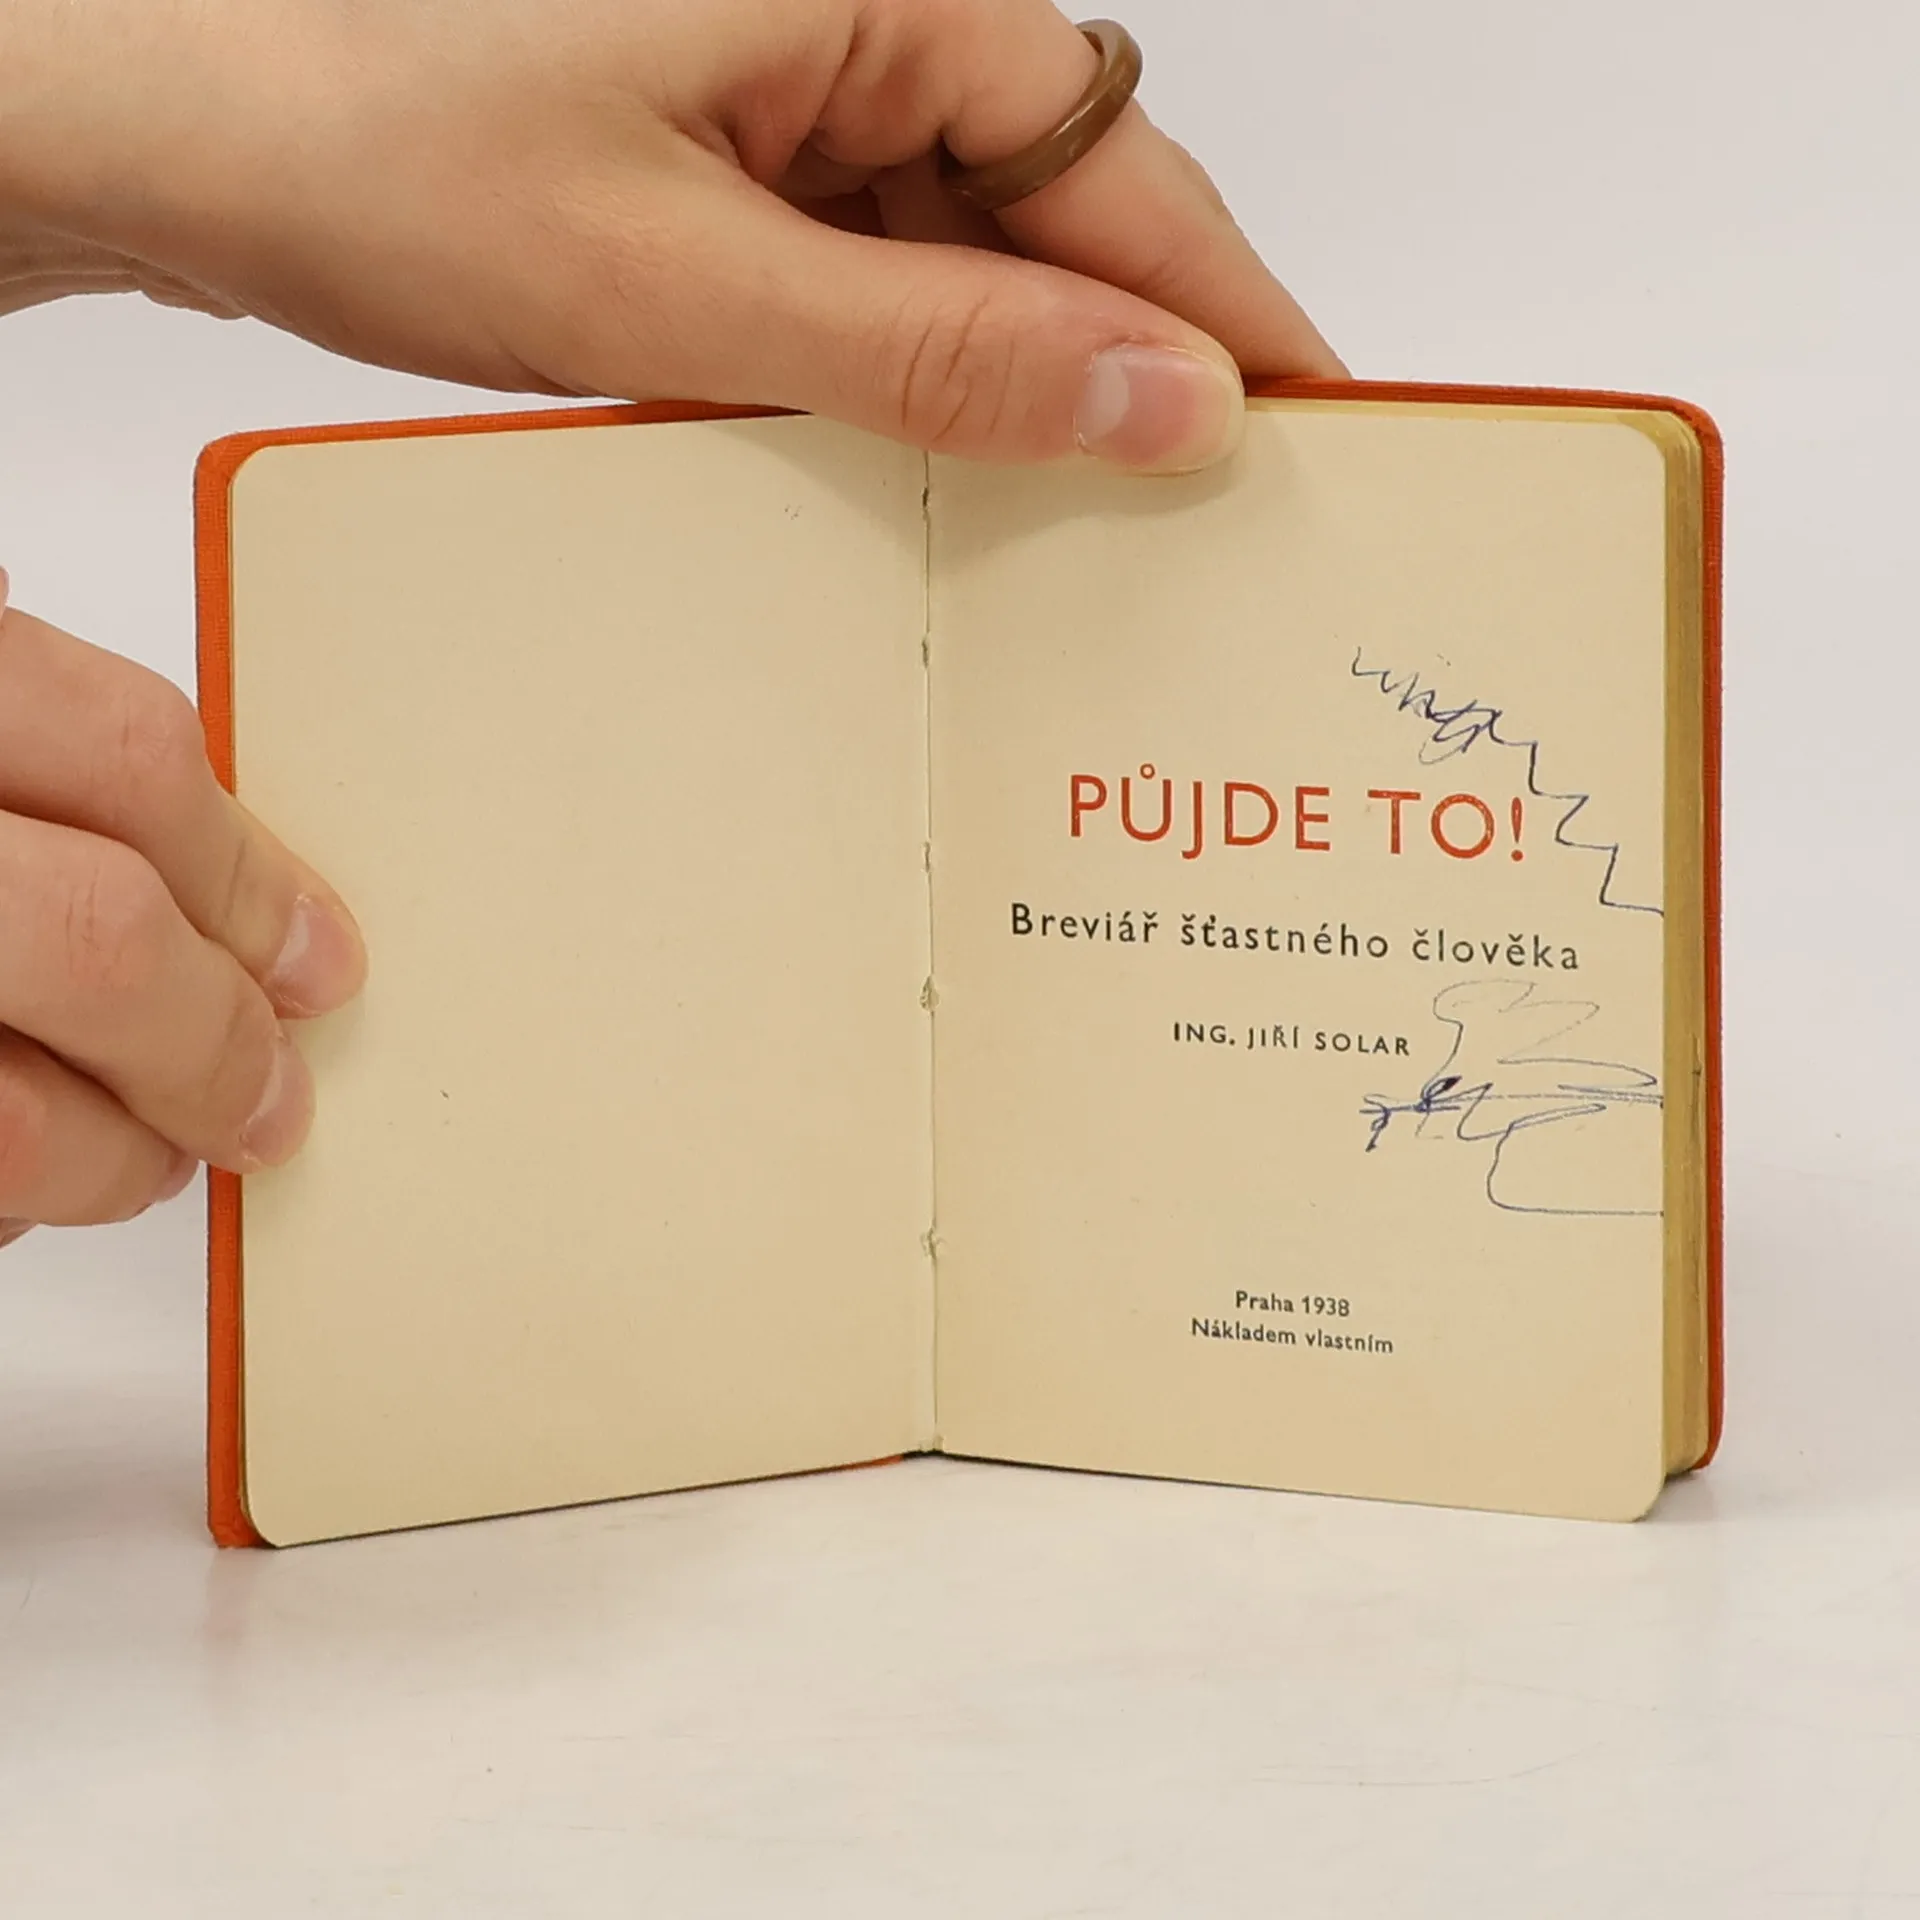 PŮJDE TO!
Breviář šťastného člověka
ING. JIŘÍ SOLAR
Praha 1938
Nákladem vlastním